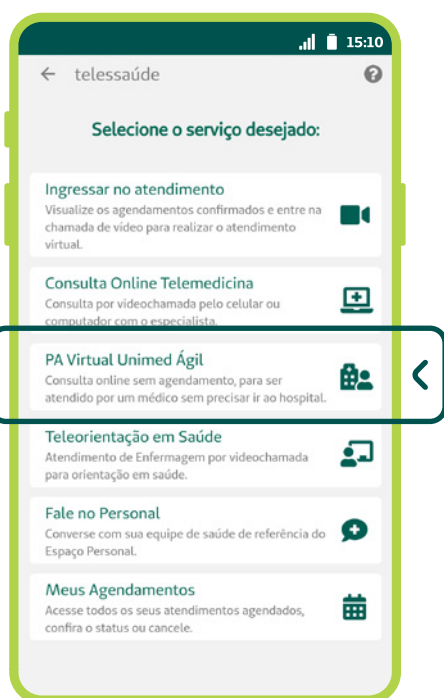 15:10
telessaúde
Selecione o serviço desejado:
Ingressar no atendimento
Visualize os agendamentos confirmados e entre na
chamada de vídeo para realizar o atendimento
virtual.
Consulta Online Telemedicina
Consulta por videochamada pelo celular ou
computador com o especialista.
PA Virtual Unimed Ágil
Consulta online sem agendamento, para ser
atendido por um médico sem precisar ir ao hospital.
Teleorientação em Saúde
Atendimento de Enfermagem por videochamada
para orientação em saúde.
Fale no Personal
Converse com sua equipe de saúde de referência do
Espaço Personal.
Meus Agendamentos
Acesse todos os seus atendimentos agendados,
confira o status ou cancele.